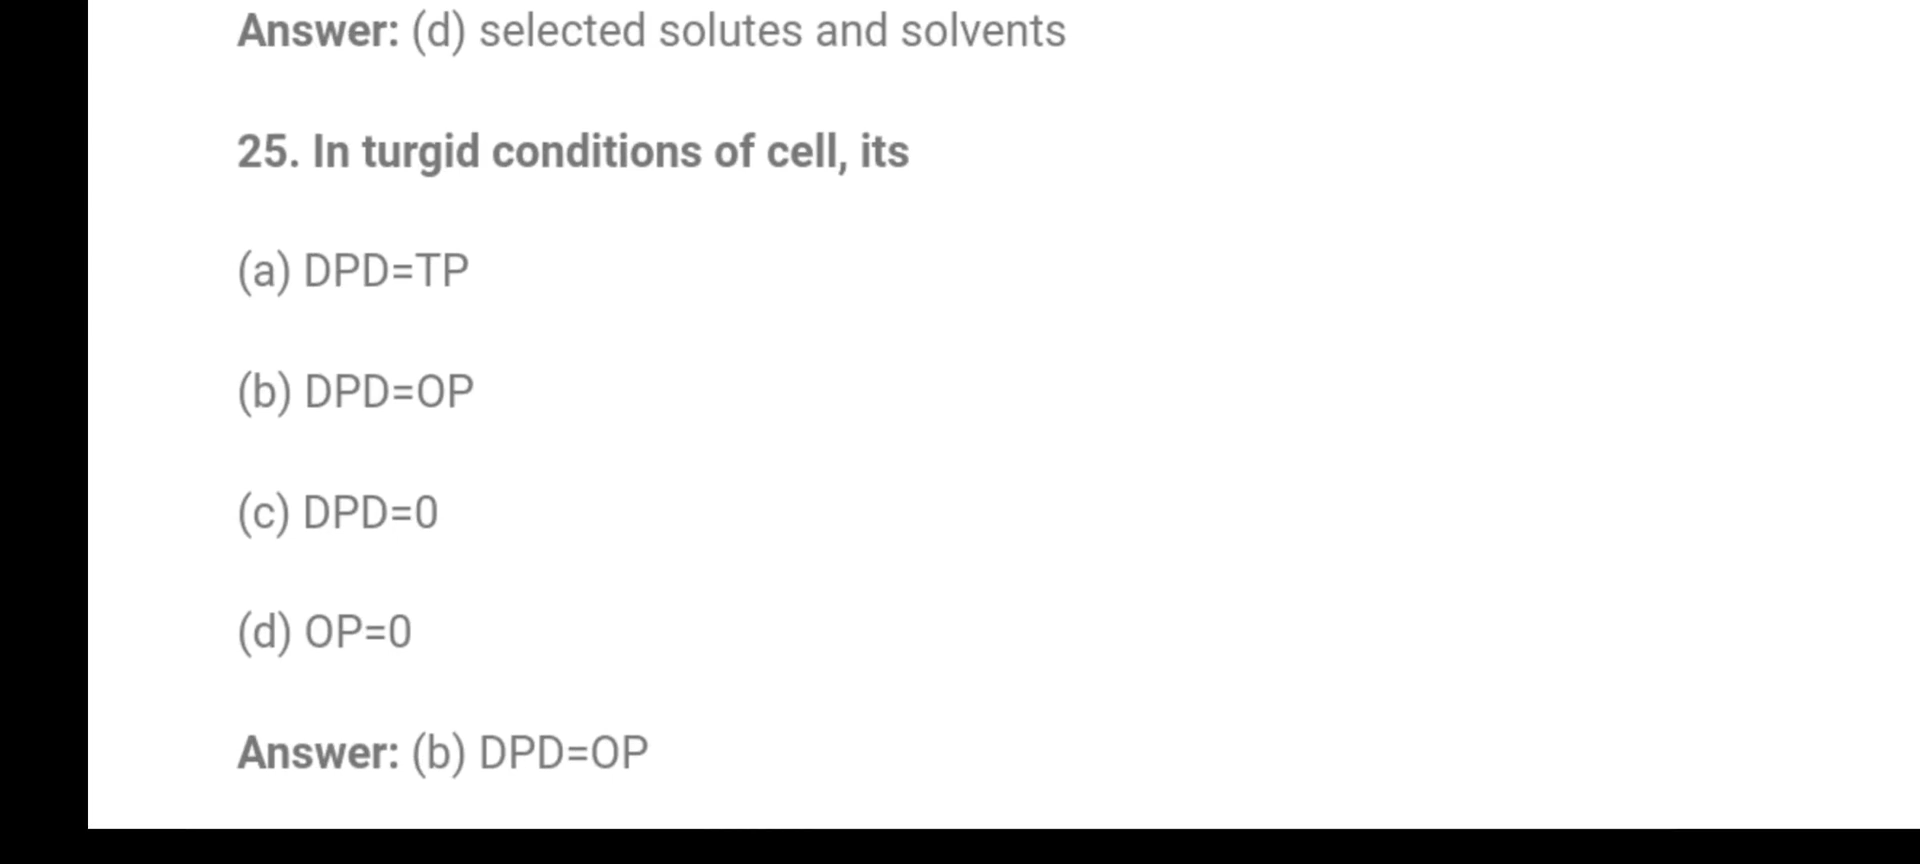 Answer: (d) selected solutes and solvents
25. In turgid conditions of cell, its
(a) DPD=TP
(b) DPD=OP
(c) DPD=0
(d) OP=0
Answer: (b) DPD=OP